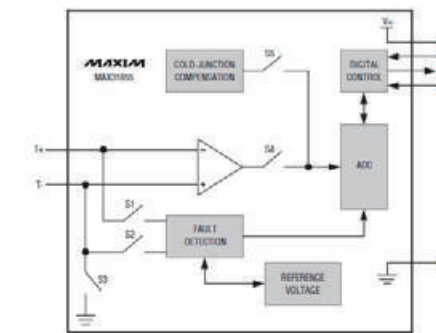 Vcc
MAXIM
MAX31855
COLD-JUNCTION
COMPENSATION
S5
DIGITAL
CONTROL
T+
S4
ADC
T-
S1
S2
FAULT
DETECTION
S3
REFERENCE
VOLTAGE